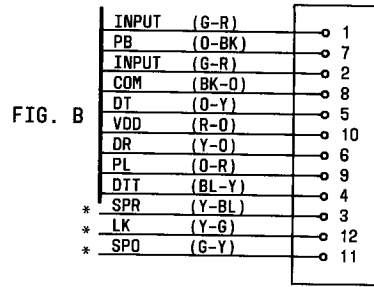 INPUT (G-R) 1
PB (O-BK) 7
INPUT (G-R) 2
COM (BK-O) 8
DT (O-Y) 5
FIG. B
VDD (R-O) 10
DR (Y-O) 6
PL (O-R) 9
DTT (BL-Y) 4
* SPR (Y-BL) 3
* LK (Y-G) 12
* SPO (G-Y) 11